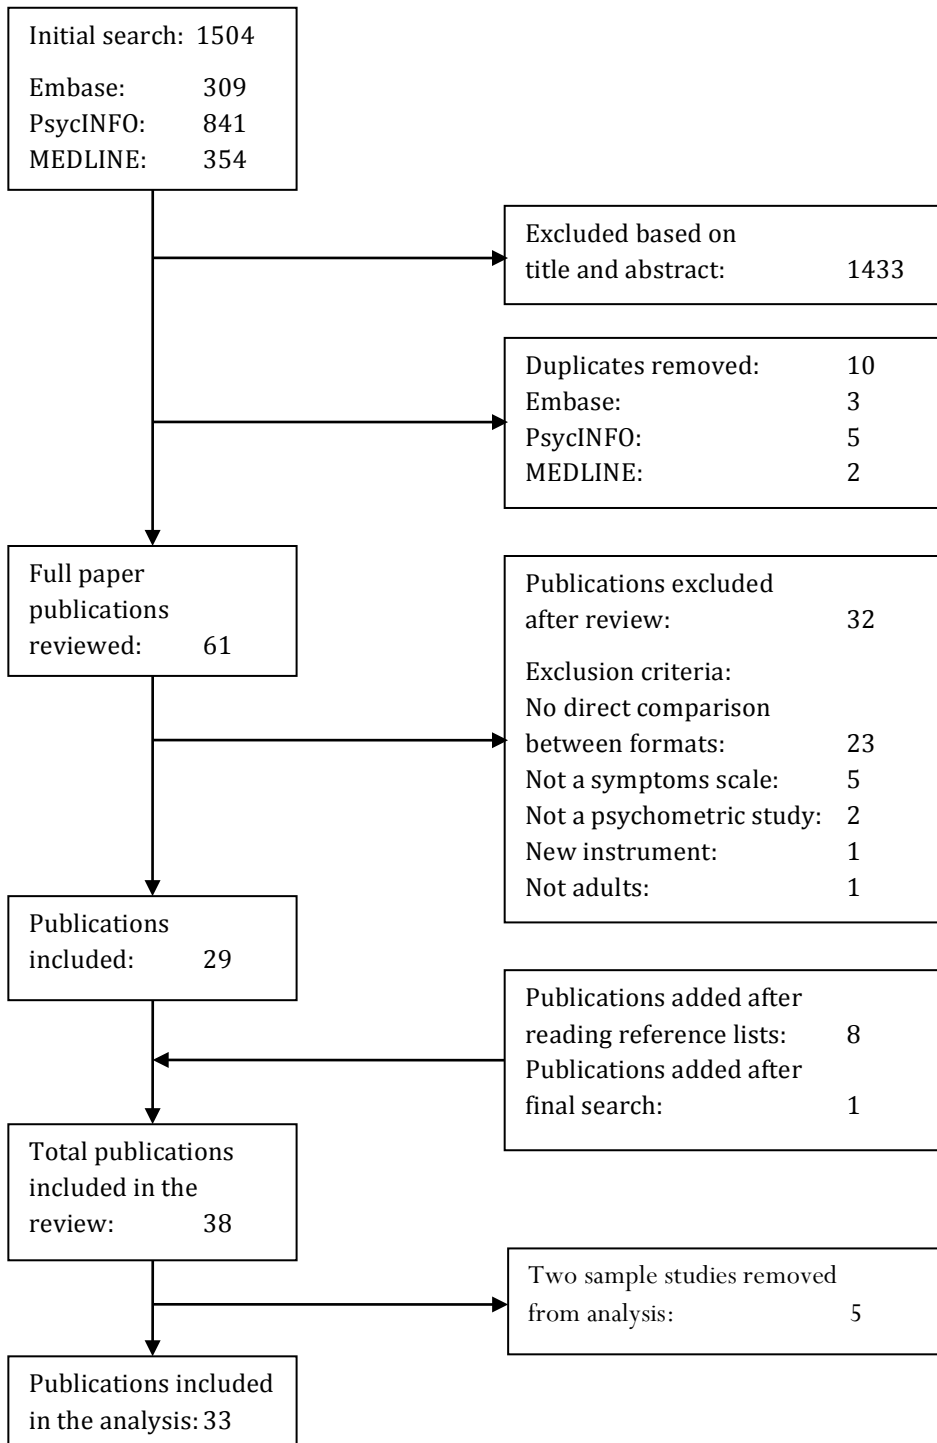 Initial search: 1504
Embase: 309
PsycINFO: 841
MEDLINE: 354
Excluded based on
title and abstract: 1433
Duplicates removed: 10
Embase: 3
PsycINFO: 5
MEDLINE: 2
Full paper
publications
reviewed: 61
Publications excluded
after review: 32
Exclusion criteria:
No direct comparison
between formats: 23
Not a symptoms scale: 5
Not a psychometric study: 2
New instrument: 1
Not adults: 1
Publications
included: 29
Publications added after
reading reference lists: 8
Publications added after
final search: 1
Total publications
included in the
review: 38
Two sample studies removed
from analysis: 5
Publications included
in the analysis: 33